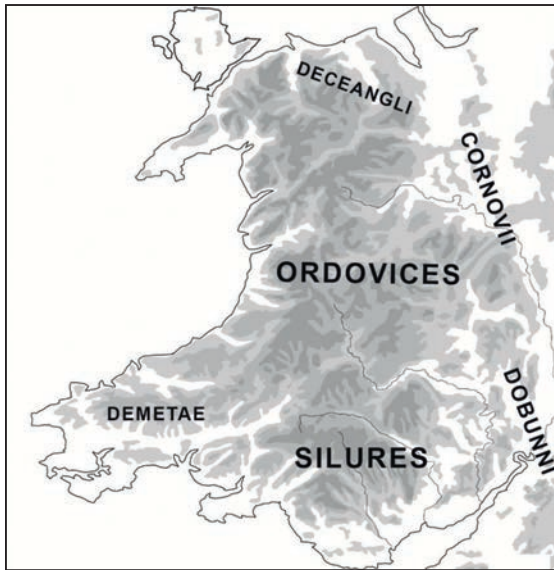 DECEANGLI
CORNOVII
ORDOVICES
DEMETAE
DOBUNNI
SILURES